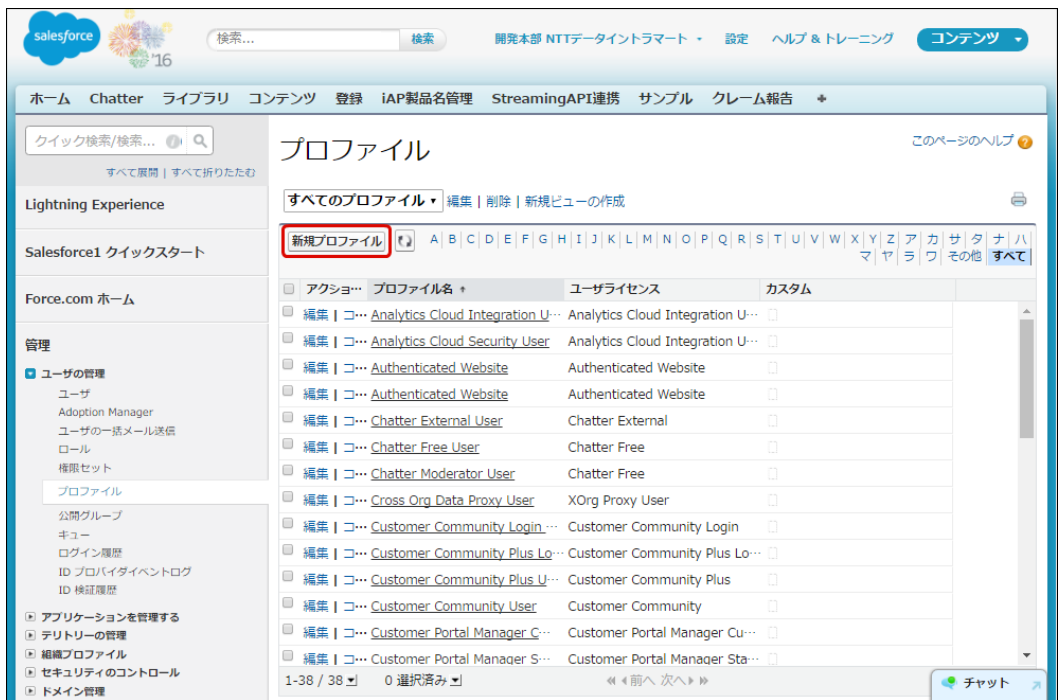 salesforce
'16
検索...
検索
開発本部 NTTデータイントラマート
設定
ヘルプ & トレーニング
コンテンツ
ホーム Chatter ライブラリ コンテンツ 登録 iAP製品名管理 StreamingAPI連携 サンプル クレーム報告 +
クイック検索/検索...
すべて展開 | すべて折りたたむ
Lightning Experience
Salesforce1 クイックスタート
Force.com ホーム
管理
ユーザの管理
ユーザ
Adoption Manager
ユーザの一括メール送信
ロール
権限セット
プロファイル
公開グループ
キュー
ログイン履歴
ID プロバイダイベントログ
ID 検証履歴
アプリケーションを管理する
テリトリーの管理
組織プロファイル
セキュリティのコントロール
ドメイン管理
プロファイル
このページのヘルプ ?
すべてのプロファイル 編集 | 削除 | 新規ビューの作成
新規プロファイル
A | B | C | D | E | F | G | H | I | J | K | L | M | N | O | P | Q | R | S | T | U | V | W | X | Y | Z | ア | カ | サ | タ | ナ | ハ
マ | ヤ | ラ | ワ | その他 | すべて
アクショ… プロファイル名 ↑ ユーザライセンス カスタム
編集 | コ… Analytics Cloud Integration U… Analytics Cloud Integration U…
編集 | コ… Analytics Cloud Security User Analytics Cloud Integration U…
編集 | コ… Authenticated Website Authenticated Website
編集 | コ… Authenticated Website Authenticated Website
編集 | コ… Chatter External User Chatter External
編集 | コ… Chatter Free User Chatter Free
編集 | コ… Chatter Moderator User Chatter Free
編集 | コ… Cross Org Data Proxy User XOrg Proxy User
編集 | コ… Customer Community Login … Customer Community Login
編集 | コ… Customer Community Plus Lo… Customer Community Plus Lo…
編集 | コ… Customer Community Plus U… Customer Community Plus
編集 | コ… Customer Community User Customer Community
編集 | コ… Customer Portal Manager C… Customer Portal Manager Cu…
編集 | コ… Customer Portal Manager S… Customer Portal Manager Sta…
1-38 / 38 0 選択済み 前へ 次へ
チャット